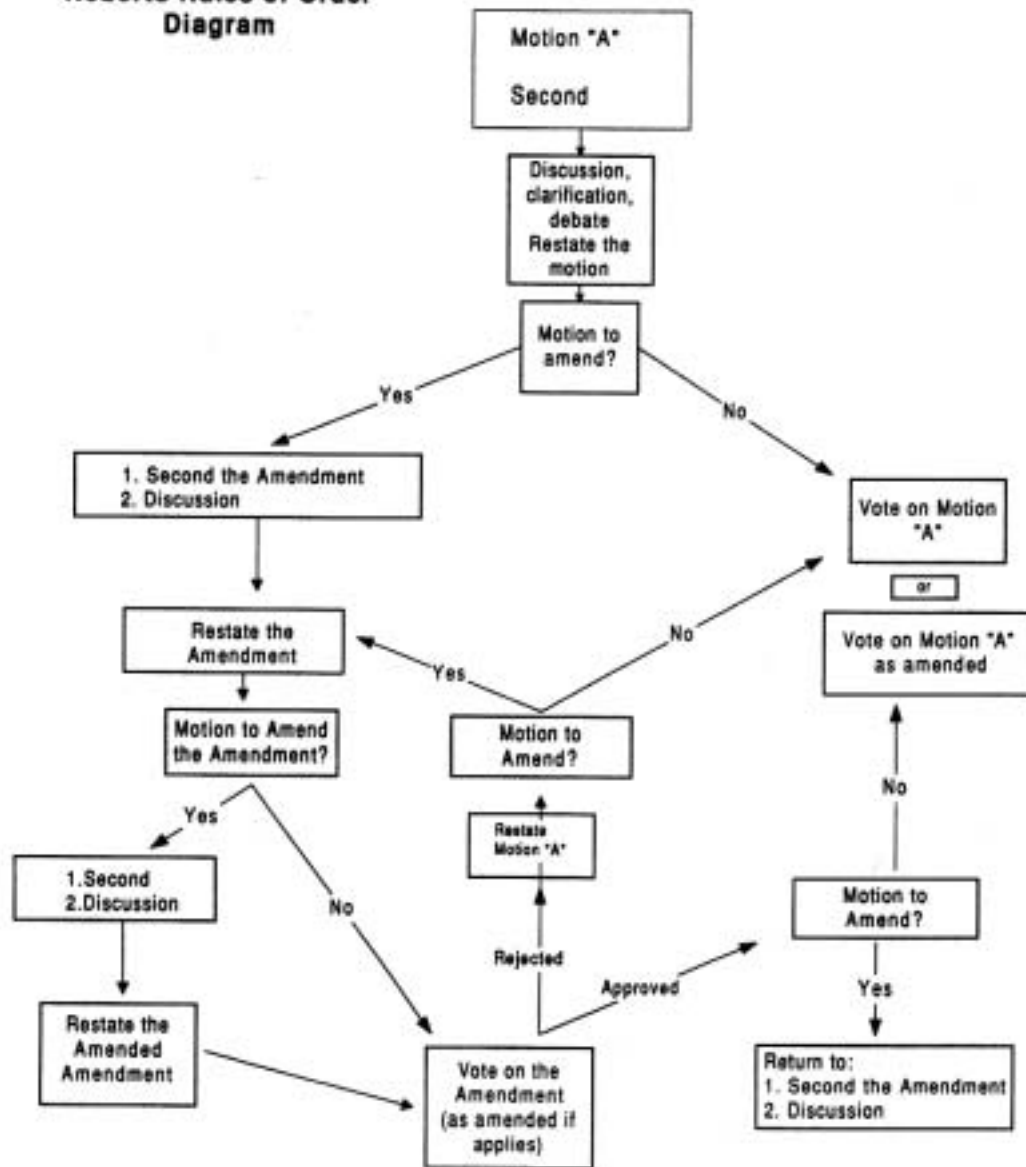 Roberts Rules of Order
Diagram
Motion "A"
Second
Discussion,
clarification,
debate
Restate the
motion
Motion to
amend?
Yes
No
1. Second the Amendment
2. Discussion
Vote on Motion
"A"
or
Vote on Motion "A"
as amended
Restate the
Amendment
Yes
No
Motion to Amend
the Amendment?
Motion to
Amend?
No
Yes
Restate
Motion "A"
1.Second
2.Discussion
No
Motion to
Amend?
Rejected
Approved
Yes
Restate the
Amended
Amendment
Vote on the
Amendment
(as amended if
applies)
Return to:
1. Second the Amendment
2. Discussion